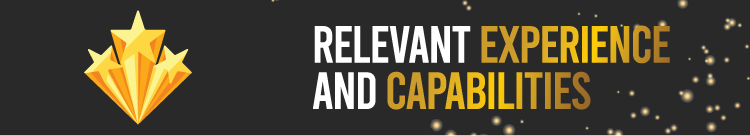 RELEVANT EXPERIENCE
AND CAPABILITIES